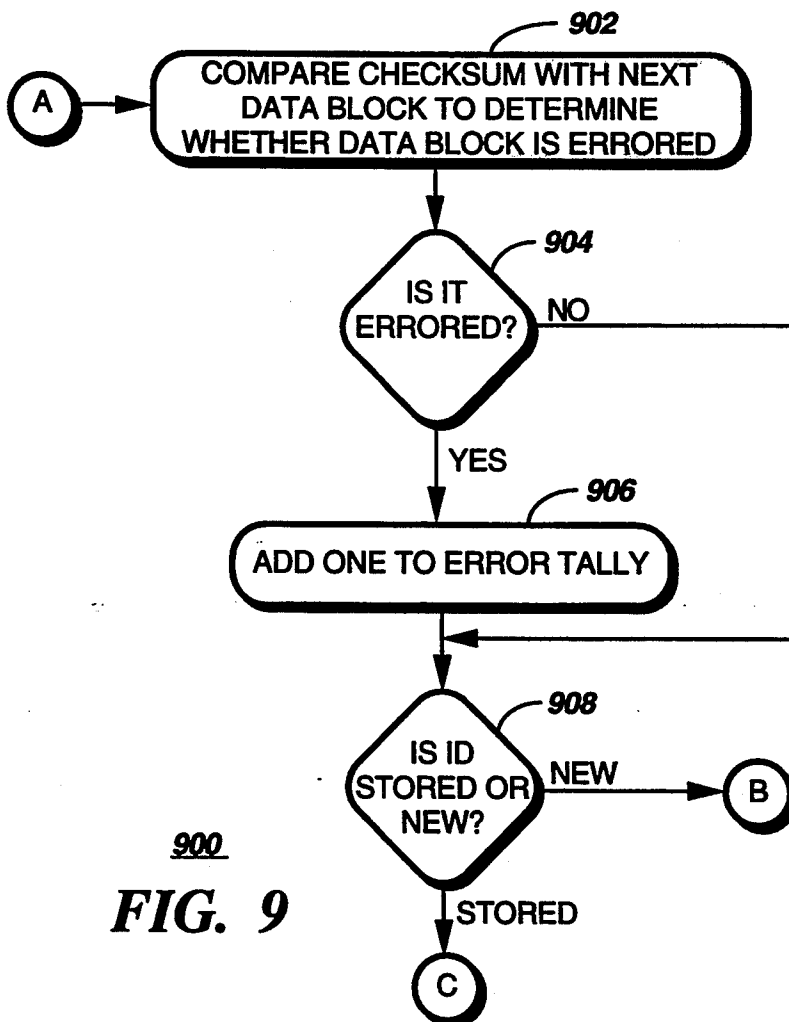 902
A
COMPARE CHECKSUM WITH NEXT
DATA BLOCK TO DETERMINE
WHETHER DATA BLOCK IS ERRORED
904
IS IT
ERRORED?
NO
YES
906
ADD ONE TO ERROR TALLY
908
IS ID
STORED OR
NEW?
NEW
B
900
FIG. 9
STORED
C